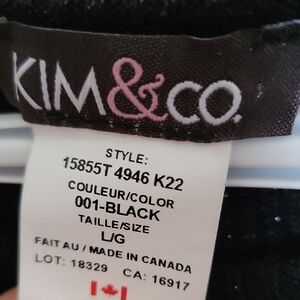 KIM&CO.
STYLE:
15855T 4946 K22
COULEUR/COLOR
001-BLACK
TAILLE/SIZE
L/G
FAIT AU / MADE IN CANADA
LOT: 18329 CA: 16917